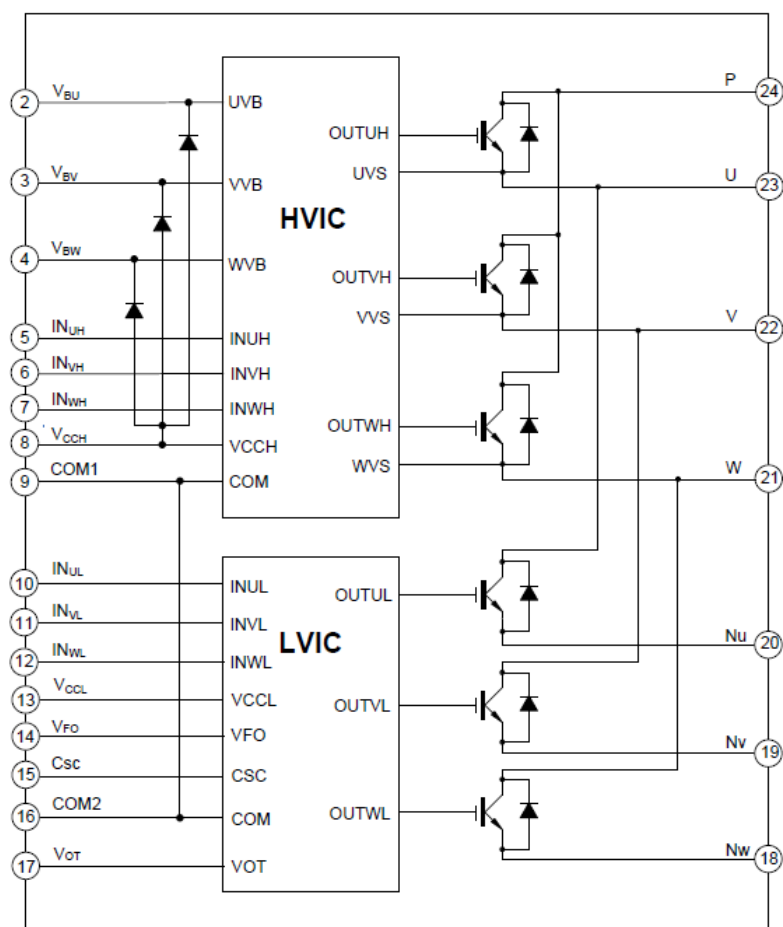 2 VBU UVB
3 VBV VVB
4 VBW WVB
5 INUH INUH
6 INVH INVH
7 INWH INWH
8 VCCH VCCH
9 COM1 COM
HVIC
OUTUH
UVS
OUTVH
VVS
OUTWH
WVS
P 24
U 23
V 22
W 21
10 INUL INUL
11 INVL INVL
12 INWL INWL
13 VCCL VCCL
14 VFO VFO
15 CSC CSC
16 COM2 COM
17 VOT VOT
LVIC
OUTUL
OUTVL
OUTWL
Nu 20
Nv 19
Nw 18